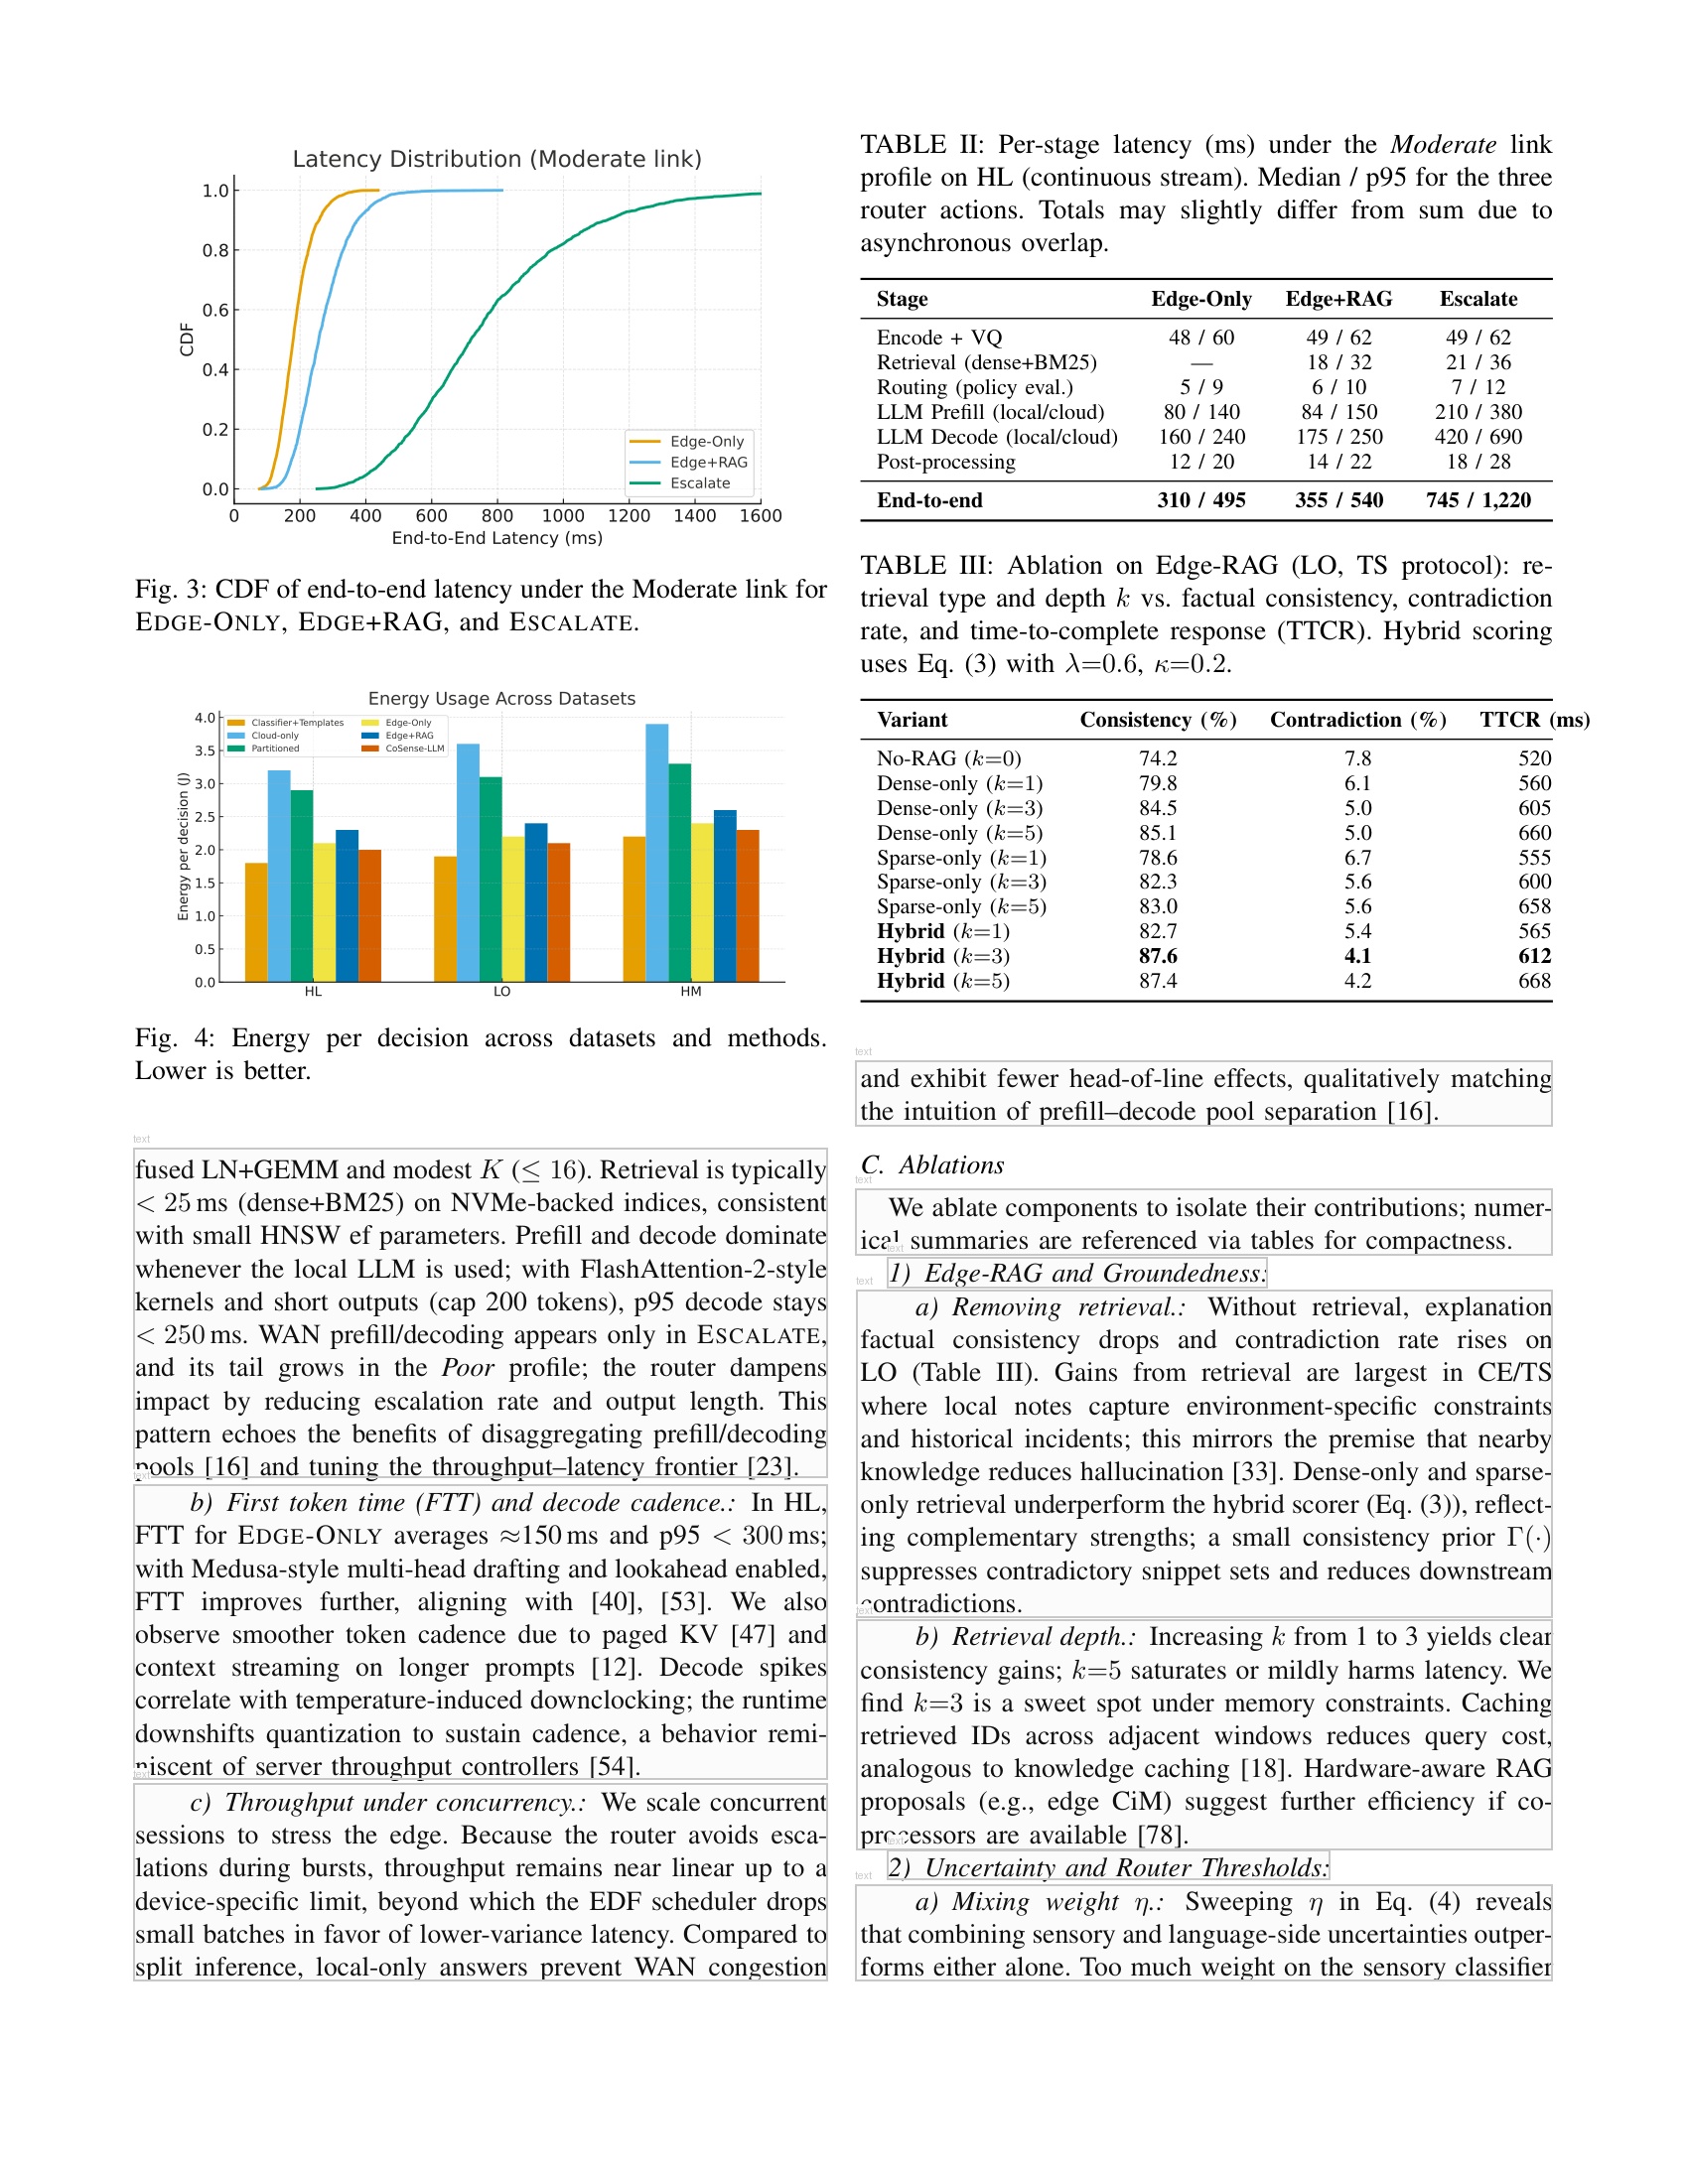 Latency Distribution (Moderate link)
1.0
0.8
0.6
0.4
0.2
0.0
CDF
Edge-Only
Edge+RAG
Escalate
0 200 400 600 800 1000 1200 1400 1600
End-to-End Latency (ms)
Fig. 3: CDF of end-to-end latency under the Moderate link for
EDGE-ONLY, EDGE+RAG, and ESCALATE.
Energy Usage Across Datasets
4.0
3.5
3.0
2.5
2.0
1.5
1.0
0.5
0.0
Energy per decision (J)
Classifier+Templates
Cloud-only
Partitioned
Edge-Only
Edge+RAG
CoSense-LLM
HL LO HM
Fig. 4: Energy per decision across datasets and methods.
Lower is better.
text
fused LN+GEMM and modest K (≤ 16). Retrieval is typically
< 25 ms (dense+BM25) on NVMe-backed indices, consistent
with small HNSW ef parameters. Prefill and decode dominate
whenever the local LLM is used; with FlashAttention-2-style
kernels and short outputs (cap 200 tokens), p95 decode stays
< 250 ms. WAN prefill/decoding appears only in ESCALATE,
and its tail grows in the Poor profile; the router dampens
impact by reducing escalation rate and output length. This
pattern echoes the benefits of disaggregating prefill/decoding
pools [16] and tuning the throughput–latency frontier [23].
text
b) First token time (FTT) and decode cadence.: In HL,
FTT for EDGE-ONLY averages ≈150 ms and p95 < 300 ms;
with Medusa-style multi-head drafting and lookahead enabled,
FTT improves further, aligning with [40], [53]. We also
observe smoother token cadence due to paged KV [47] and
context streaming on longer prompts [12]. Decode spikes
correlate with temperature-induced downclocking; the runtime
downshifts quantization to sustain cadence, a behavior remi-
niscent of server throughput controllers [54].
text
c) Throughput under concurrency.: We scale concurrent
sessions to stress the edge. Because the router avoids esca-
lations during bursts, throughput remains near linear up to a
device-specific limit, beyond which the EDF scheduler drops
small batches in favor of lower-variance latency. Compared to
split inference, local-only answers prevent WAN congestion
TABLE II: Per-stage latency (ms) under the Moderate link
profile on HL (continuous stream). Median / p95 for the three
router actions. Totals may slightly differ from sum due to
asynchronous overlap.
Stage Edge-Only Edge+RAG Escalate
Encode + VQ 48 / 60 49 / 62 49 / 62
Retrieval (dense+BM25) — 18 / 32 21 / 36
Routing (policy eval.) 5 / 9 6 / 10 7 / 12
LLM Prefill (local/cloud) 80 / 140 84 / 150 210 / 380
LLM Decode (local/cloud) 160 / 240 175 / 250 420 / 690
Post-processing 12 / 20 14 / 22 18 / 28
End-to-end 310 / 495 355 / 540 745 / 1,220
TABLE III: Ablation on Edge-RAG (LO, TS protocol): re-
trieval type and depth k vs. factual consistency, contradiction
rate, and time-to-complete response (TTCR). Hybrid scoring
uses Eq. (3) with λ=0.6, κ=0.2.
Variant Consistency (%) Contradiction (%) TTCR (ms)
No-RAG (k=0) 74.2 7.8 520
Dense-only (k=1) 79.8 6.1 560
Dense-only (k=3) 84.5 5.0 605
Dense-only (k=5) 85.1 5.0 660
Sparse-only (k=1) 78.6 6.7 555
Sparse-only (k=3) 82.3 5.6 600
Sparse-only (k=5) 83.0 5.6 658
Hybrid (k=1) 82.7 5.4 565
Hybrid (k=3) 87.6 4.1 612
Hybrid (k=5) 87.4 4.2 668
text
and exhibit fewer head-of-line effects, qualitatively matching
the intuition of prefill–decode pool separation [16].
C. Ablations
text
We ablate components to isolate their contributions; numer-
ical summaries are referenced via tables for compactness.
text
1) Edge-RAG and Groundedness:
text
a) Removing retrieval.: Without retrieval, explanation
factual consistency drops and contradiction rate rises on
LO (Table III). Gains from retrieval are largest in CE/TS
where local notes capture environment-specific constraints
and historical incidents; this mirrors the premise that nearby
knowledge reduces hallucination [33]. Dense-only and sparse-
only retrieval underperform the hybrid scorer (Eq. (3)), reflect-
ing complementary strengths; a small consistency prior Γ(·)
suppresses contradictory snippet sets and reduces downstream
contradictions.
text
b) Retrieval depth.: Increasing k from 1 to 3 yields clear
consistency gains; k=5 saturates or mildly harms latency. We
find k=3 is a sweet spot under memory constraints. Caching
retrieved IDs across adjacent windows reduces query cost,
analogous to knowledge caching [18]. Hardware-aware RAG
proposals (e.g., edge CiM) suggest further efficiency if co-
processors are available [78].
text
2) Uncertainty and Router Thresholds:
text
a) Mixing weight η.: Sweeping η in Eq. (4) reveals
that combining sensory and language-side uncertainties outper-
forms either alone. Too much weight on the sensory classifier